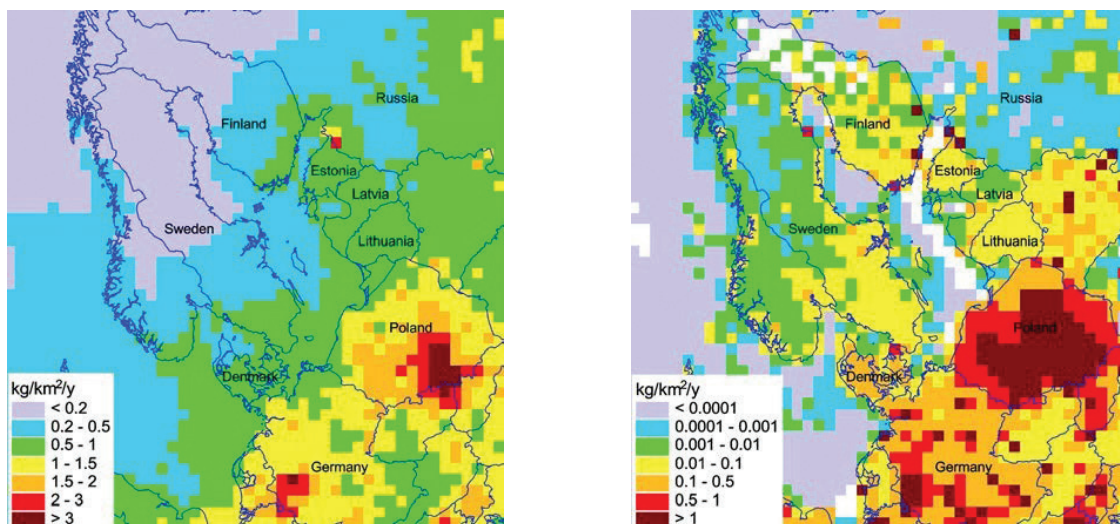 Russia
Finland
Estonia
Latvia
Sweden
Lithuania
Poland
Denmark
Germany
kg/km²/y
< 0.2
0.2 - 0.5
0.5 - 1
1 - 1.5
1.5 - 2
2 - 3
> 3
Russia
Finland
Estonia
Latvia
Sweden
Lithuania
Poland
Denmark
Germany
kg/km²/y
< 0.0001
0.0001 - 0.001
0.001 - 0.01
0.01 - 0.1
0.1 - 0.5
0.5 - 1
> 1